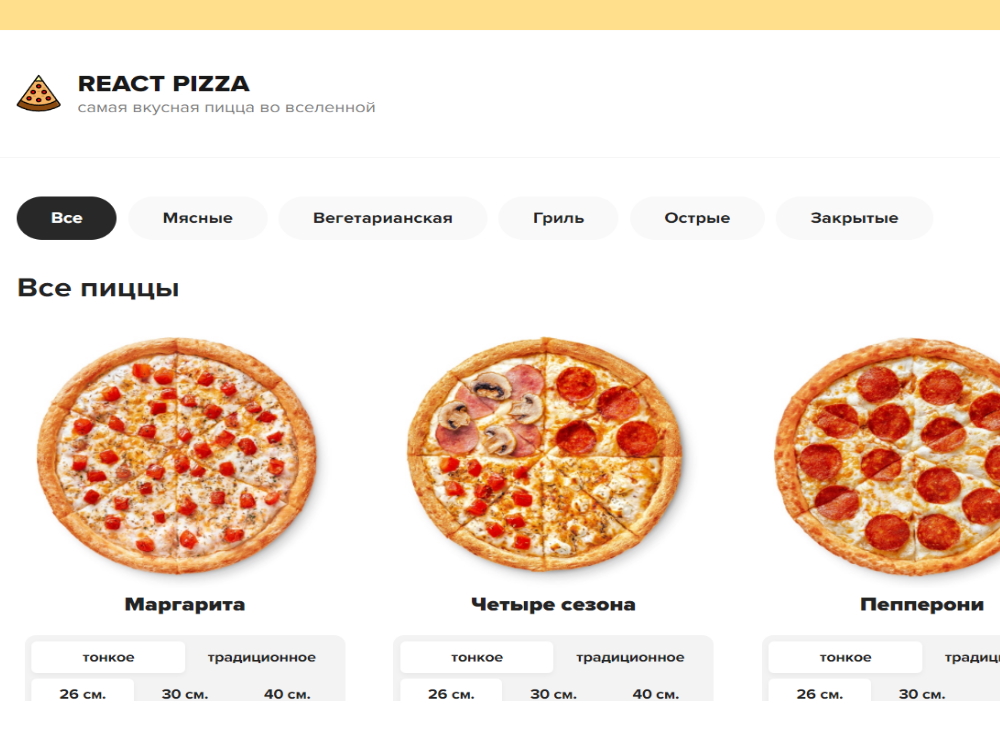 REACT PIZZA
самая вкусная пицца во вселенной
Все Мясные Вегетарианская Гриль Острые Закрытые
Все пиццы
Маргарита Четыре сезона Пепперони
тонкое традиционное тонкое традиционное тонкое
26 см. 30 см. 40 см. 26 см. 30 см. 40 см. 26 см. 30 см.